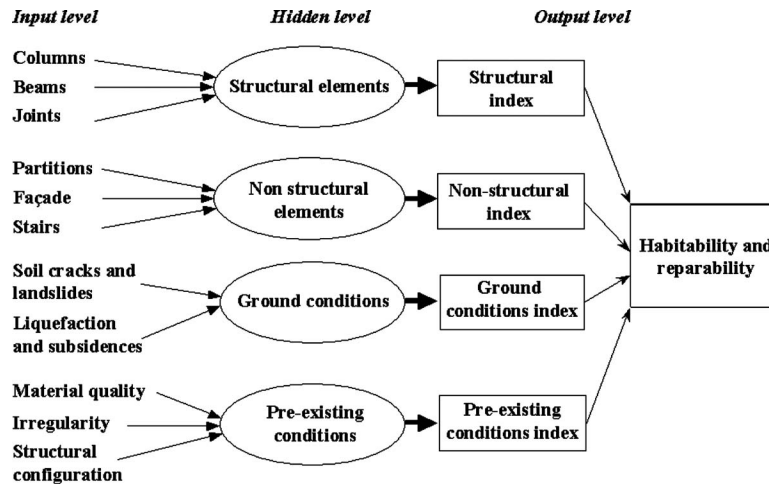 Input level
Hidden level
Output level
Columns
Beams
Joints
Structural elements
Structural
index
Partitions
Façade
Stairs
Non structural
elements
Non-structural
index
Soil cracks and
landslides
Liquefaction
and subsidences
Ground conditions
Ground
conditions index
Material quality
Irregularity
Structural
configuration
Pre-existing
conditions
Pre-existing
conditions index
Habitability and
reparability